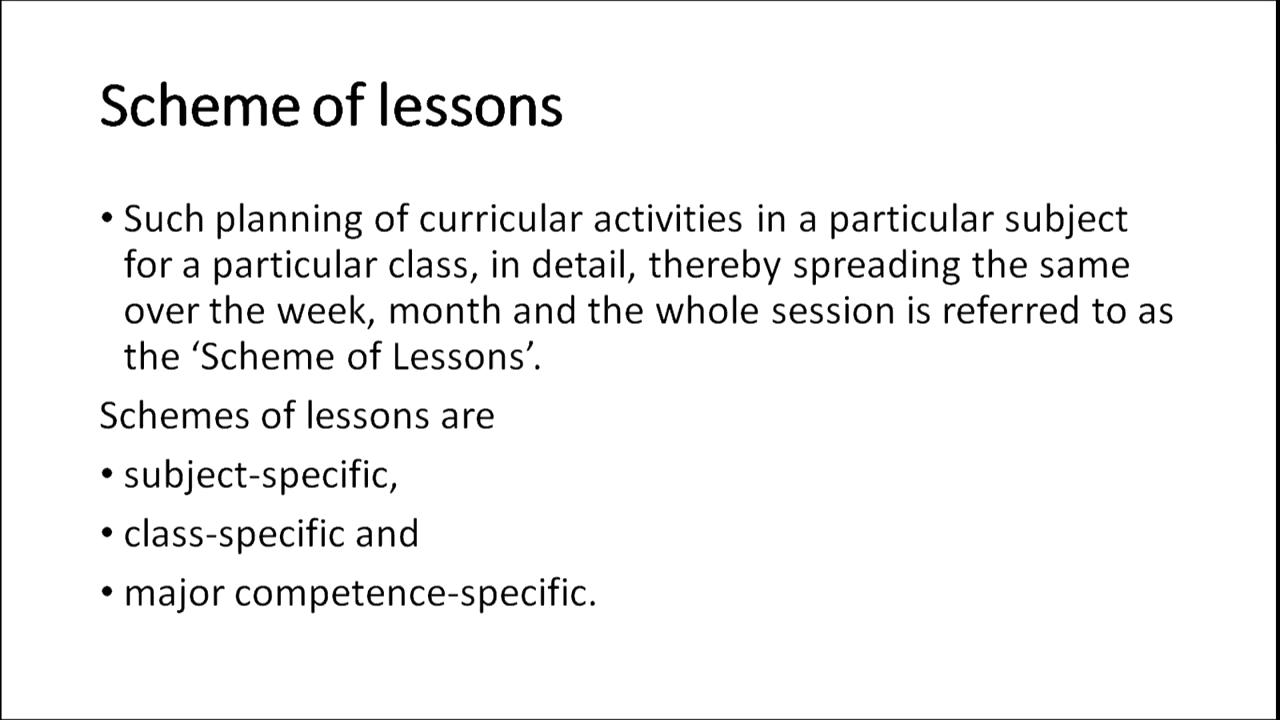 Scheme of lessons
• Such planning of curricular activities in a particular subject
for a particular class, in detail, thereby spreading the same
over the week, month and the whole session is referred to as
the ‘Scheme of Lessons’.
Schemes of lessons are
• subject-specific,
• class-specific and
• major competence-specific.